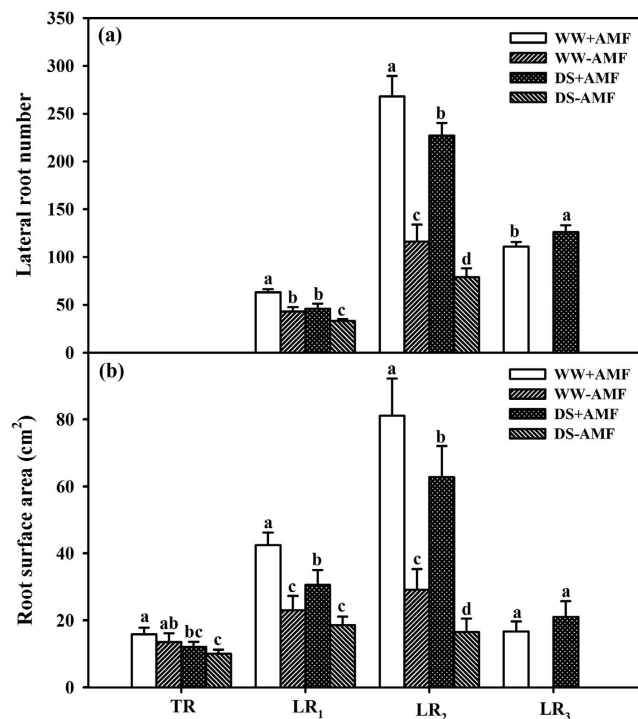 (a)
WW+AMF
WW-AMF
DS+AMF
DS-AMF
Lateral root number
350
300
250
200
150
100
50
0
a
b
b
c
a
c
b
d
b
a
(b)
WW+AMF
WW-AMF
DS+AMF
DS-AMF
Root surface area (cm²)
80
60
40
20
0
a
ab
bc
c
a
c
b
c
a
c
b
d
a
a
TR
LR₁
LR₂
LR₃